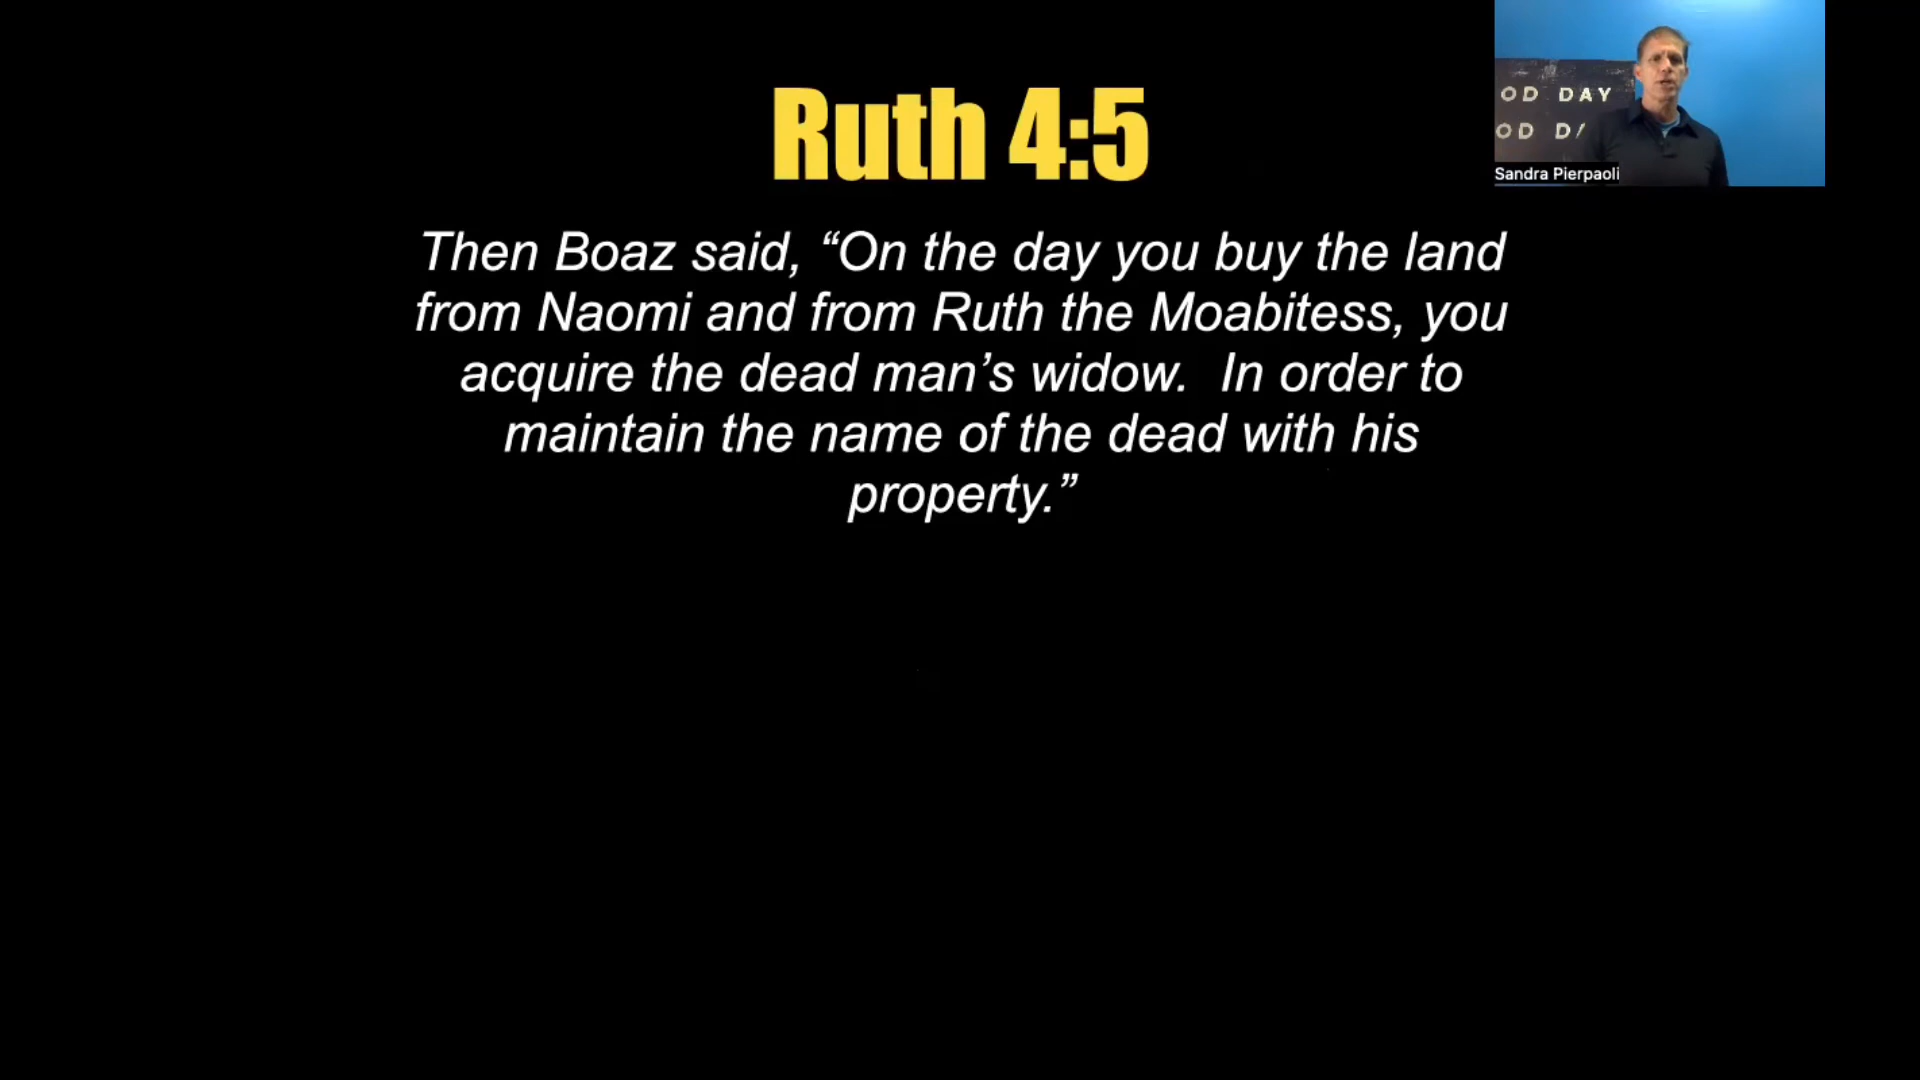 Ruth 4:5
Then Boaz said, “On the day you buy the land
from Naomi and from Ruth the Moabitess, you
acquire the dead man’s widow.  In order to
maintain the name of the dead with his
property.”
OD DAY
OD D
Sandra Pierpaoli